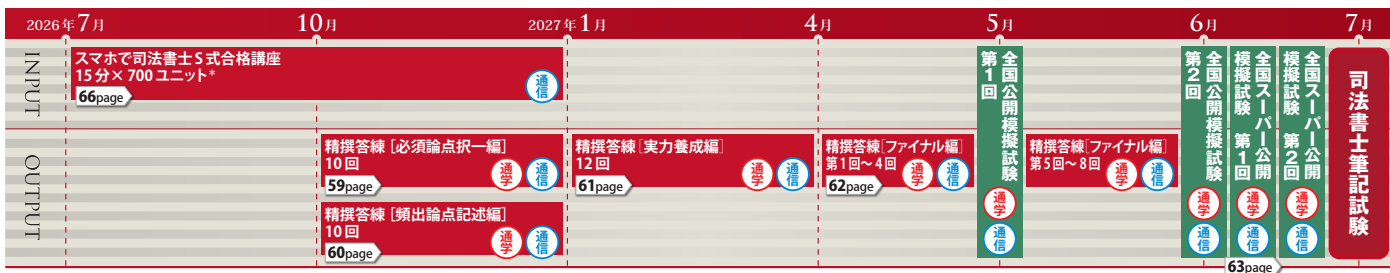 2026年7月
10月
2027年1月
4月
5月
6月
7月
INPUT
スマホで司法書士S式合格講座
15分×700ユニット*
通信
66page
OUTPUT
精撰答練［必須論点択一編］
10回
通学 通信
59page
精撰答練［頻出論点記述編］
10回
通学 通信
60page
精撰答練［実力養成編］
12回
通学 通信
61page
精撰答練［ファイナル編］
第1回～4回
通学 通信
62page
全国公開模擬試験
第1回
通学
通信
精撰答練［ファイナル編］
第5回～8回
通学 通信
全国公開模擬試験
第2回
通学
通信
全国スーパー公開
模擬試験 第1回
通学
通信
全国スーパー公開
模擬試験 第2回
通学
通信
63page
司法書士筆記試験